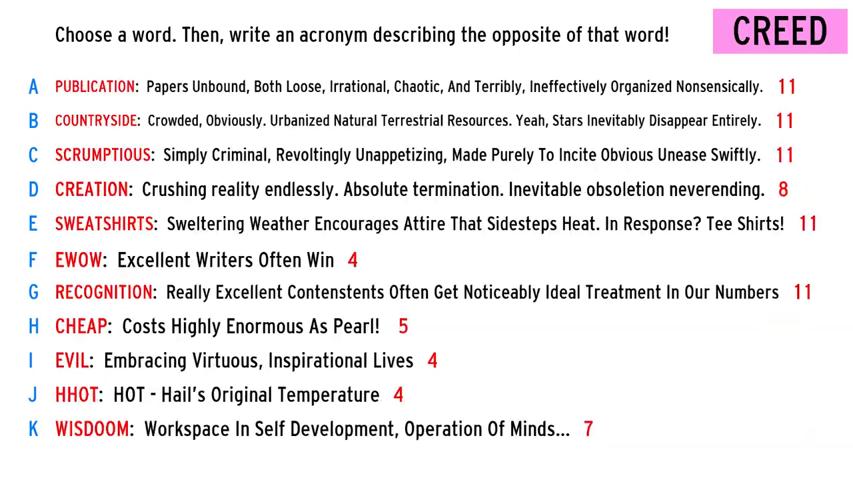 Choose a word. Then, write an acronym describing the opposite of that word!
CREED
A PUBLICATION: Papers Unbound, Both Loose, Irrational, Chaotic, And Terribly, Ineffectively Organized Nonsensically. 11
B COUNTRYSIDE: Crowded, Obviously. Urbanized Natural Terrestrial Resources. Yeah, Stars Inevitably Disappear Entirely. 11
C SCRUMPTIOUS: Simply Criminal, Revoltingly Unappetizing, Made Purely To Incite Obvious Unease Swiftly. 11
D CREATION: Crushing reality endlessly. Absolute termination. Inevitable obsoletion neverending. 8
E SWEATSHIRTS: Sweltering Weather Encourages Attire That Sidesteps Heat. In Response? Tee Shirts! 11
F EWOW: Excellent Writers Often Win 4
G RECOGNITION: Really Excellent Contenstents Often Get Noticeably Ideal Treatment In Our Numbers 11
H CHEAP: Costs Highly Enormous As Pearl! 5
I EVIL: Embracing Virtuous, Inspirational Lives 4
J HHOT: HOT - Hail's Original Temperature 4
K WISDOOM: Workspace In Self Development, Operation Of Minds... 7